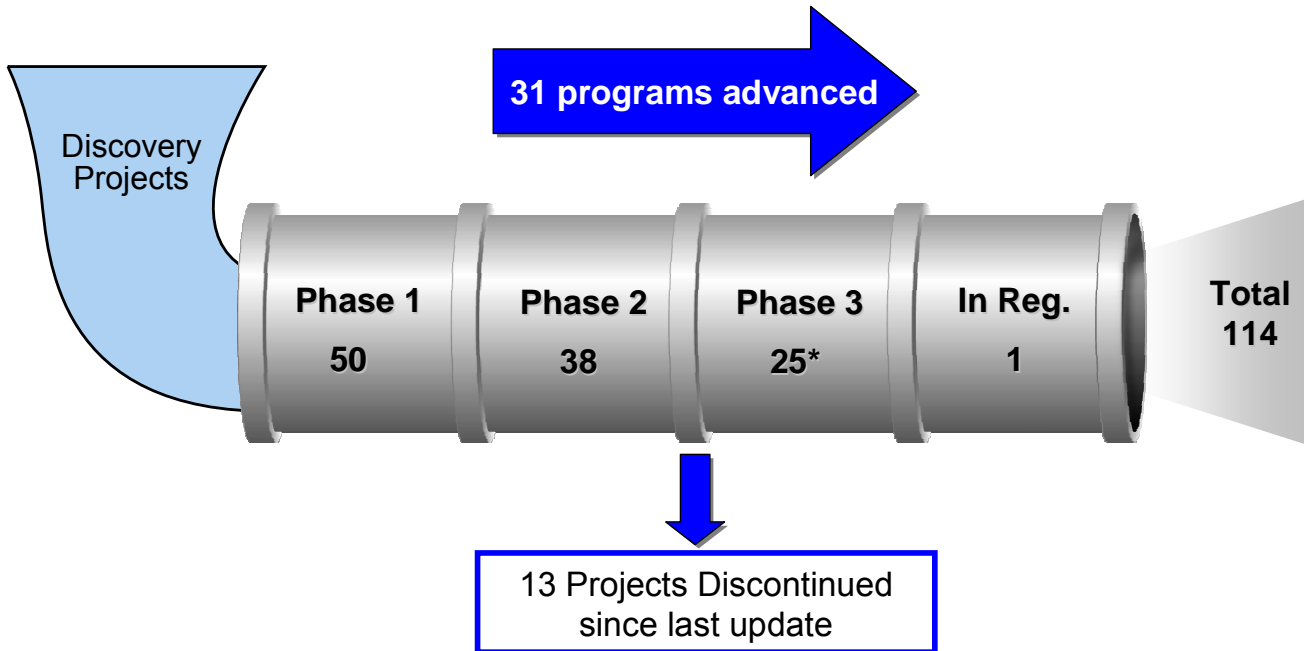 31 programs advanced
Discovery
Projects
Phase 1
50
Phase 2
38
Phase 3
25*
In Reg.
1
Total
114
13 Projects Discontinued
since last update